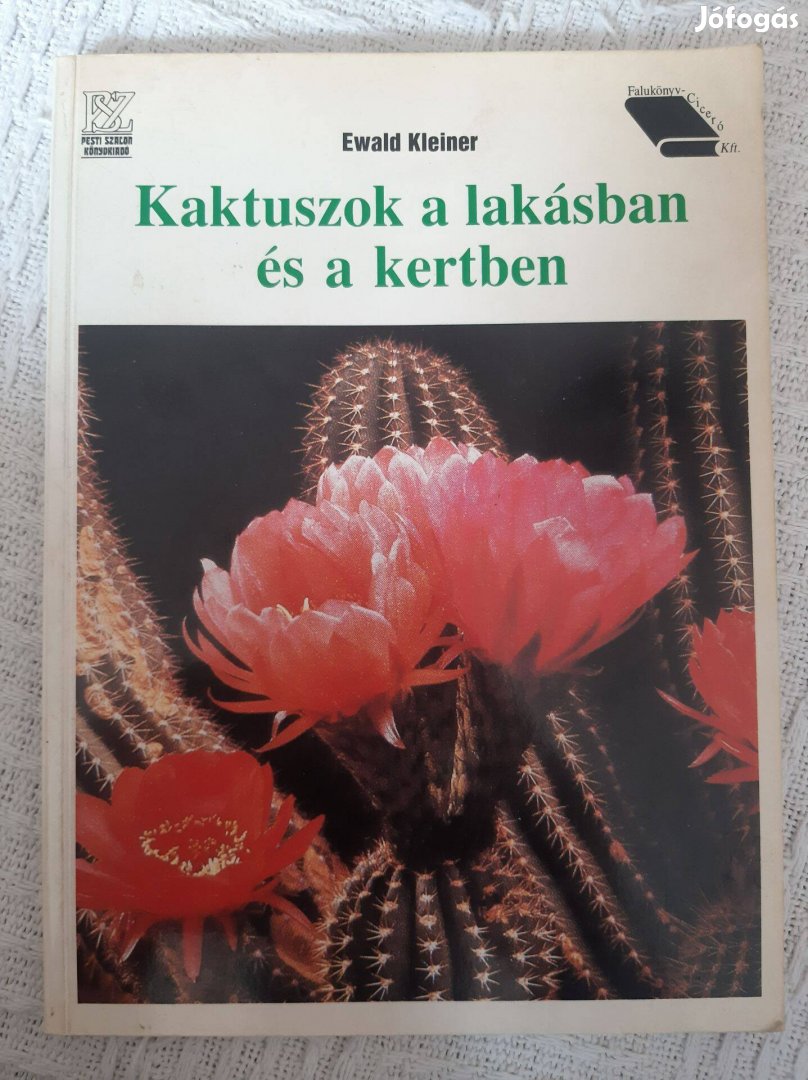 Jófogás
PSZ
PESTI SZALON
KÖNYVKIADÓ
Falukönyv-Ciceró
Kft.
Ewald Kleiner
Kaktuszok a lakásban
és a kertben